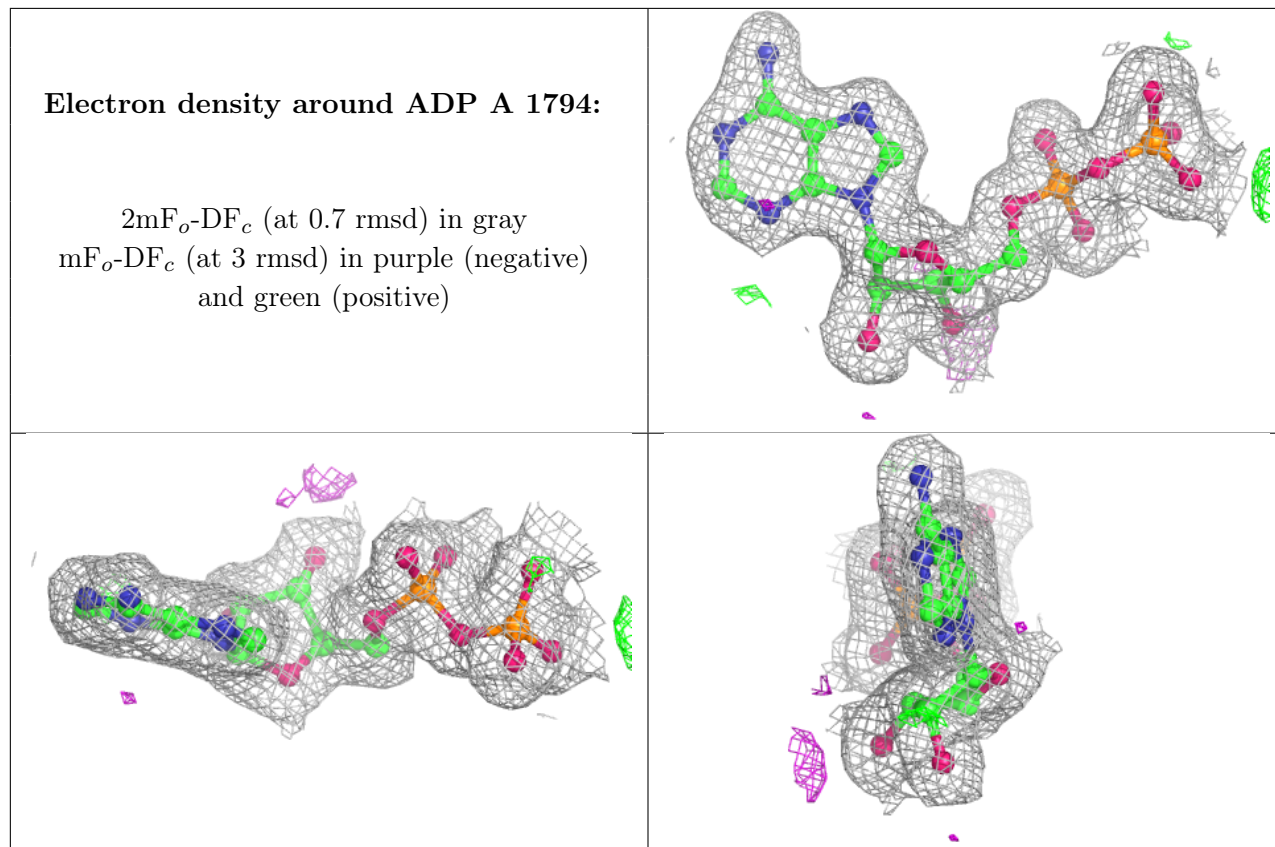 Electron density around ADP A 1794:
2mFo-DFc (at 0.7 rmsd) in gray
mFo-DFc (at 3 rmsd) in purple (negative)
and green (positive)